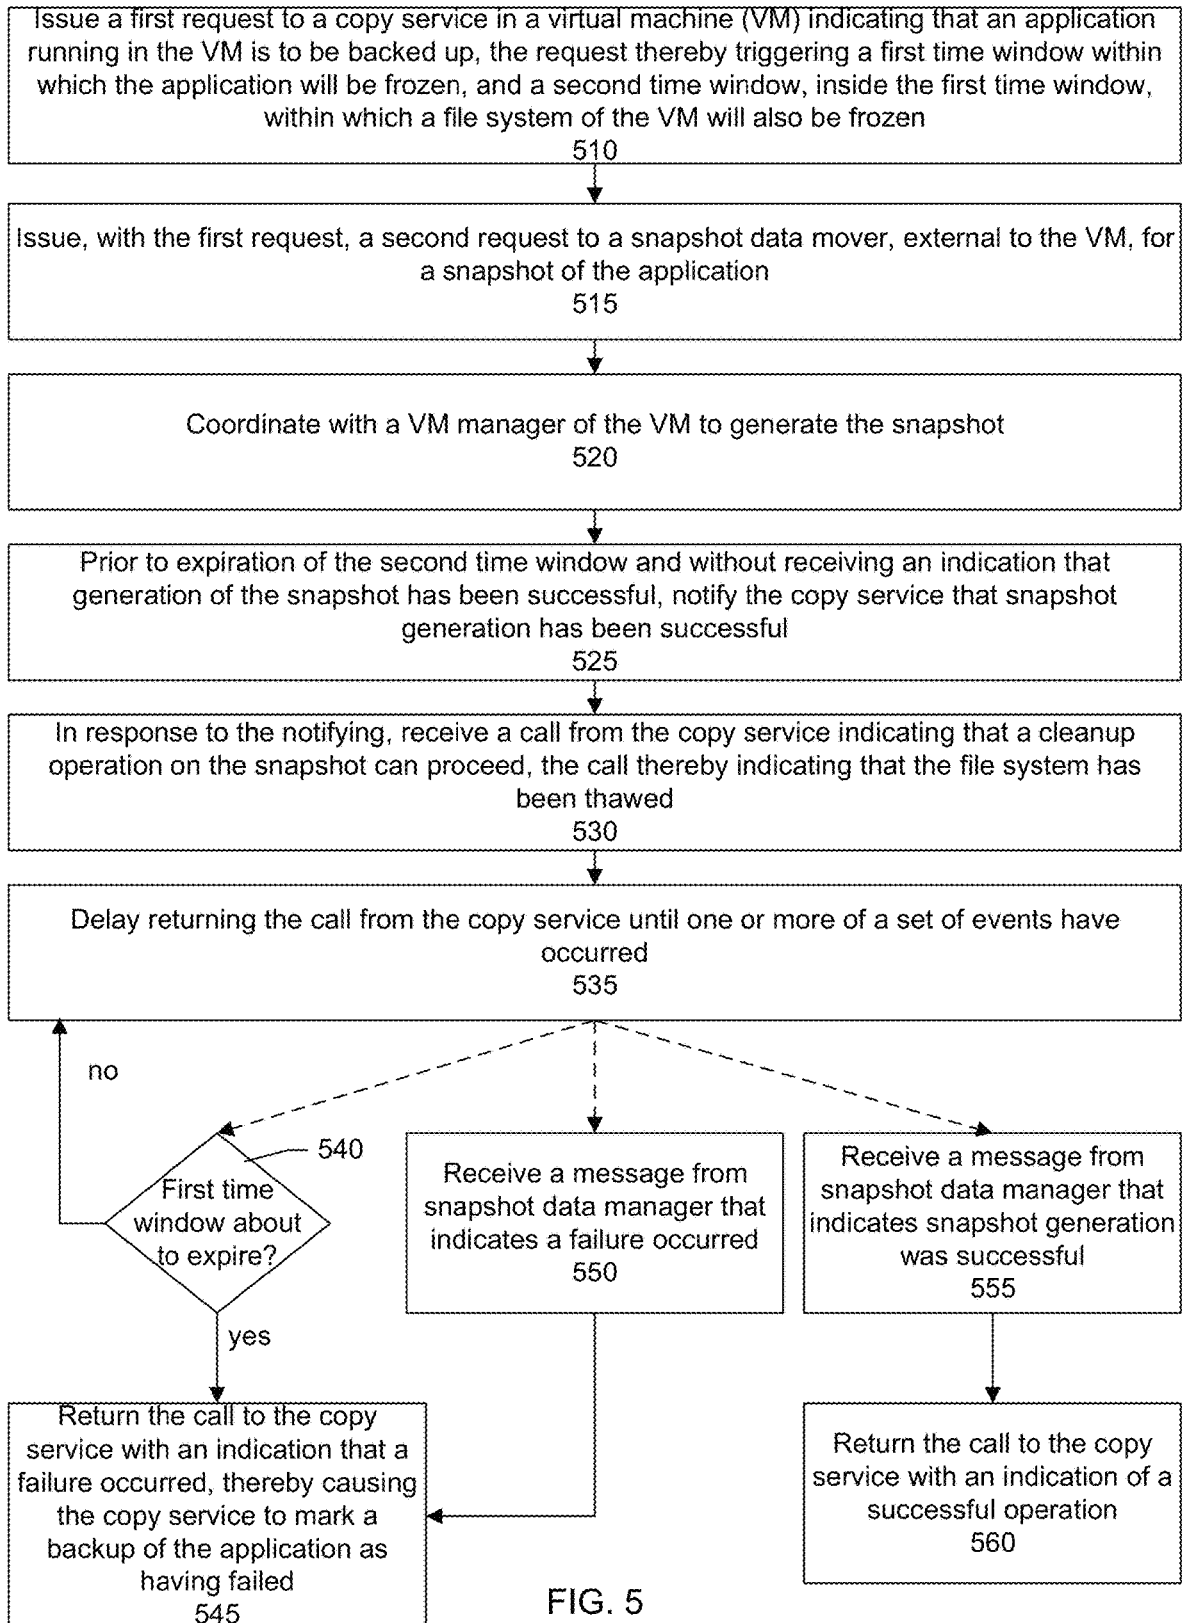 Issue a first request to a copy service in a virtual machine (VM) indicating that an application
running in the VM is to be backed up, the request thereby triggering a first time window within
which the application will be frozen, and a second time window, inside the first time window,
within which a file system of the VM will also be frozen
510
Issue, with the first request, a second request to a snapshot data mover, external to the VM, for
a snapshot of the application
515
Coordinate with a VM manager of the VM to generate the snapshot
520
Prior to expiration of the second time window and without receiving an indication that
generation of the snapshot has been successful, notify the copy service that snapshot
generation has been successful
525
In response to the notifying, receive a call from the copy service indicating that a cleanup
operation on the snapshot can proceed, the call thereby indicating that the file system has
been thawed
530
Delay returning the call from the copy service until one or more of a set of events have
occurred
535
no
540
First time
window about
to expire?
yes
Receive a message from
snapshot data manager that
indicates a failure occurred
550
Receive a message from
snapshot data manager that
indicates snapshot generation
was successful
555
Return the call to the copy
service with an indication that a
failure occurred, thereby causing
the copy service to mark a
backup of the application as
having failed
545
Return the call to the copy
service with an indication of a
successful operation
560
FIG. 5